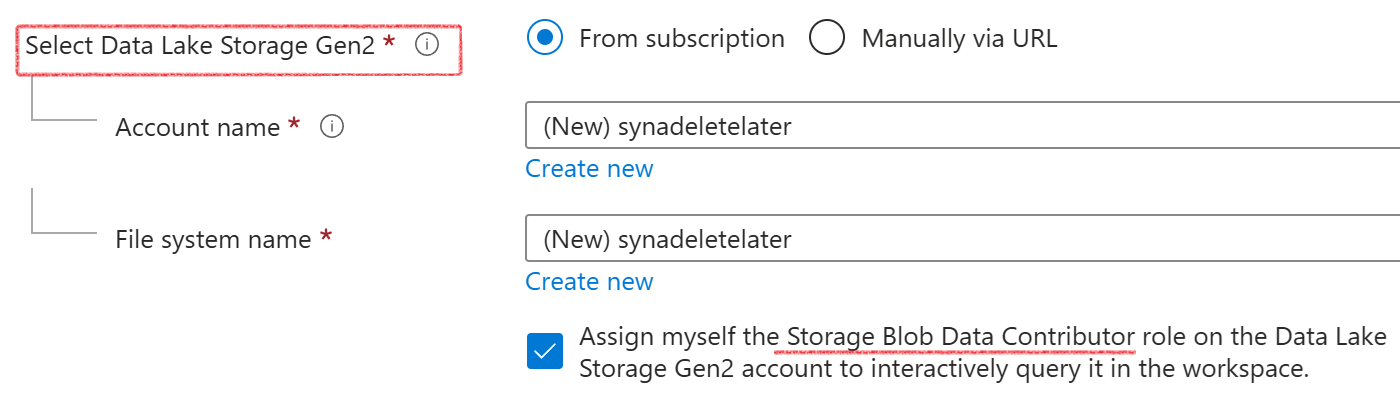 Select Data Lake Storage Gen2 *
From subscription
Manually via URL
Account name *
(New) synadeletelater
Create new
File system name *
(New) synadeletelater
Create new
Assign myself the Storage Blob Data Contributor role on the Data Lake
Storage Gen2 account to interactively query it in the workspace.